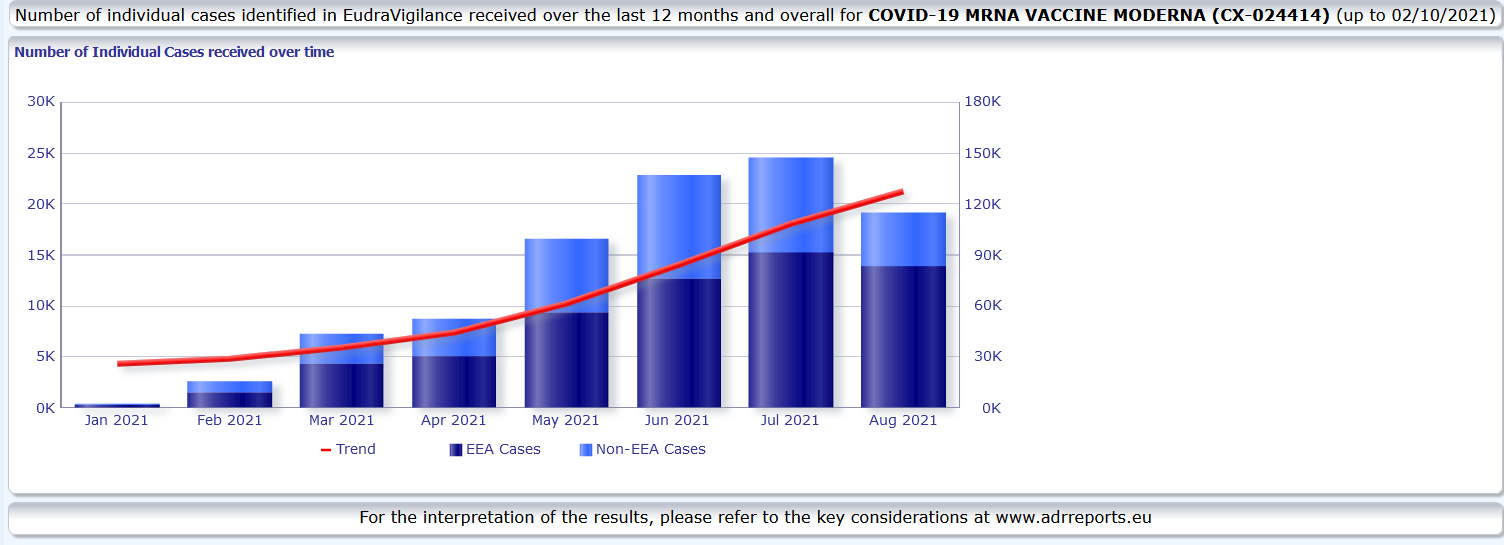 Number of individual cases identified in EudraVigilance received over the last 12 months and overall for COVID-19 MRNA VACCINE MODERNA (CX-024414) (up to 02/10/2021)
Number of Individual Cases received over time
30K 180K
25K 150K
20K 120K
15K 90K
10K 60K
5K 30K
0K 0K
Jan 2021 Feb 2021 Mar 2021 Apr 2021 May 2021 Jun 2021 Jul 2021 Aug 2021
Trend EEA Cases Non-EEA Cases
For the interpretation of the results, please refer to the key considerations at www.adrreports.eu